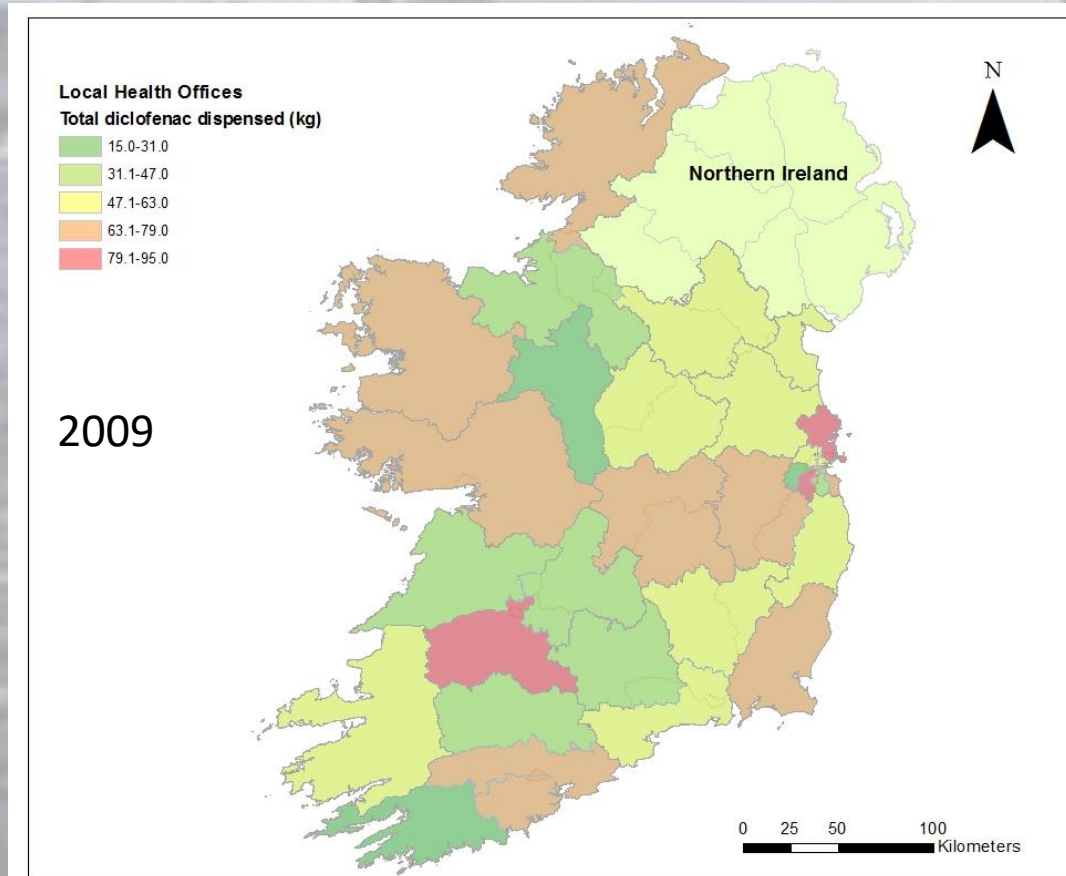 Local Health Offices
Total diclofenac dispensed (kg)
15.0-31.0
31.1-47.0
47.1-63.0
63.1-79.0
79.1-95.0
N
Northern Ireland
2009
0 25 50 100
Kilometers